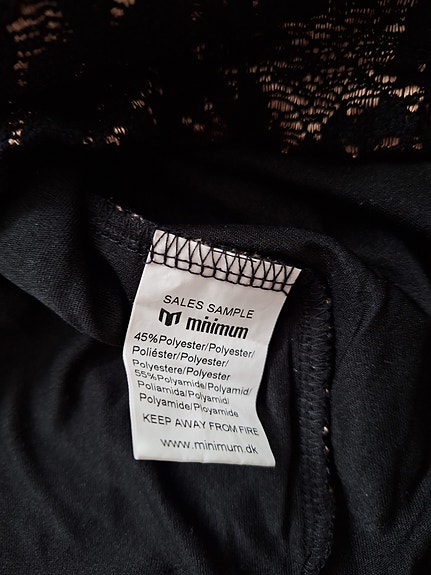 SALES SAMPLE
minimum
45%Polyester/Polyester/
Poliéster/Polyester/
Polyestere/Polyester
55%Polyamide/Polyamid/
Poliamida/Polyamid/
Polyamide/Ployamide
KEEP AWAY FROM FIRE
www.minimum.dk